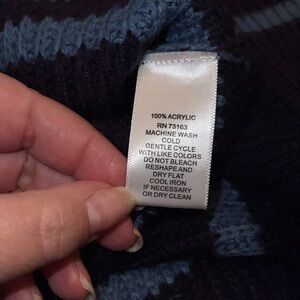 100% ACRYLIC
RN 73163
MACHINE WASH
COLD
GENTLE CYCLE
WITH LIKE COLORS
DO NOT BLEACH
RESHAPE AND
DRY FLAT
COOL IRON
IF NECESSARY
OR DRY CLEAN